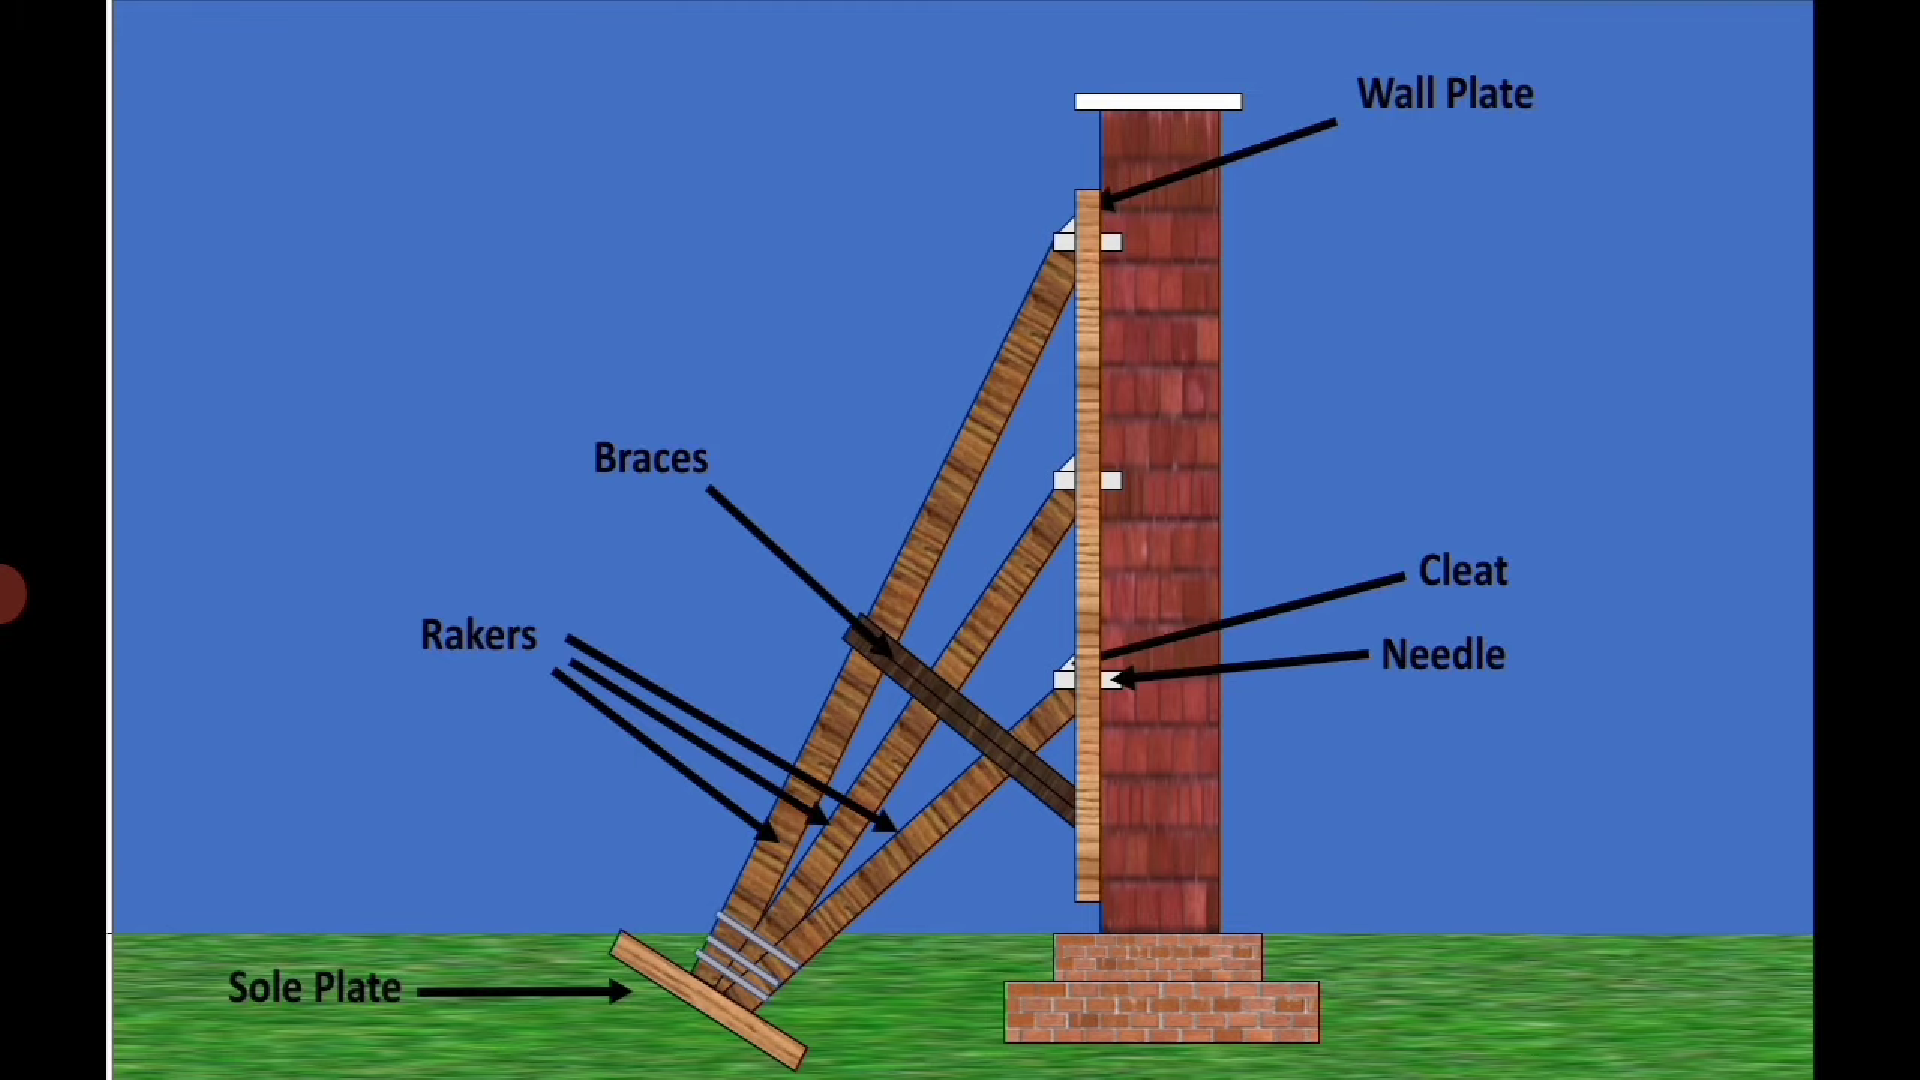 Wall Plate
Braces
Cleat
Rakers
Needle
Sole Plate